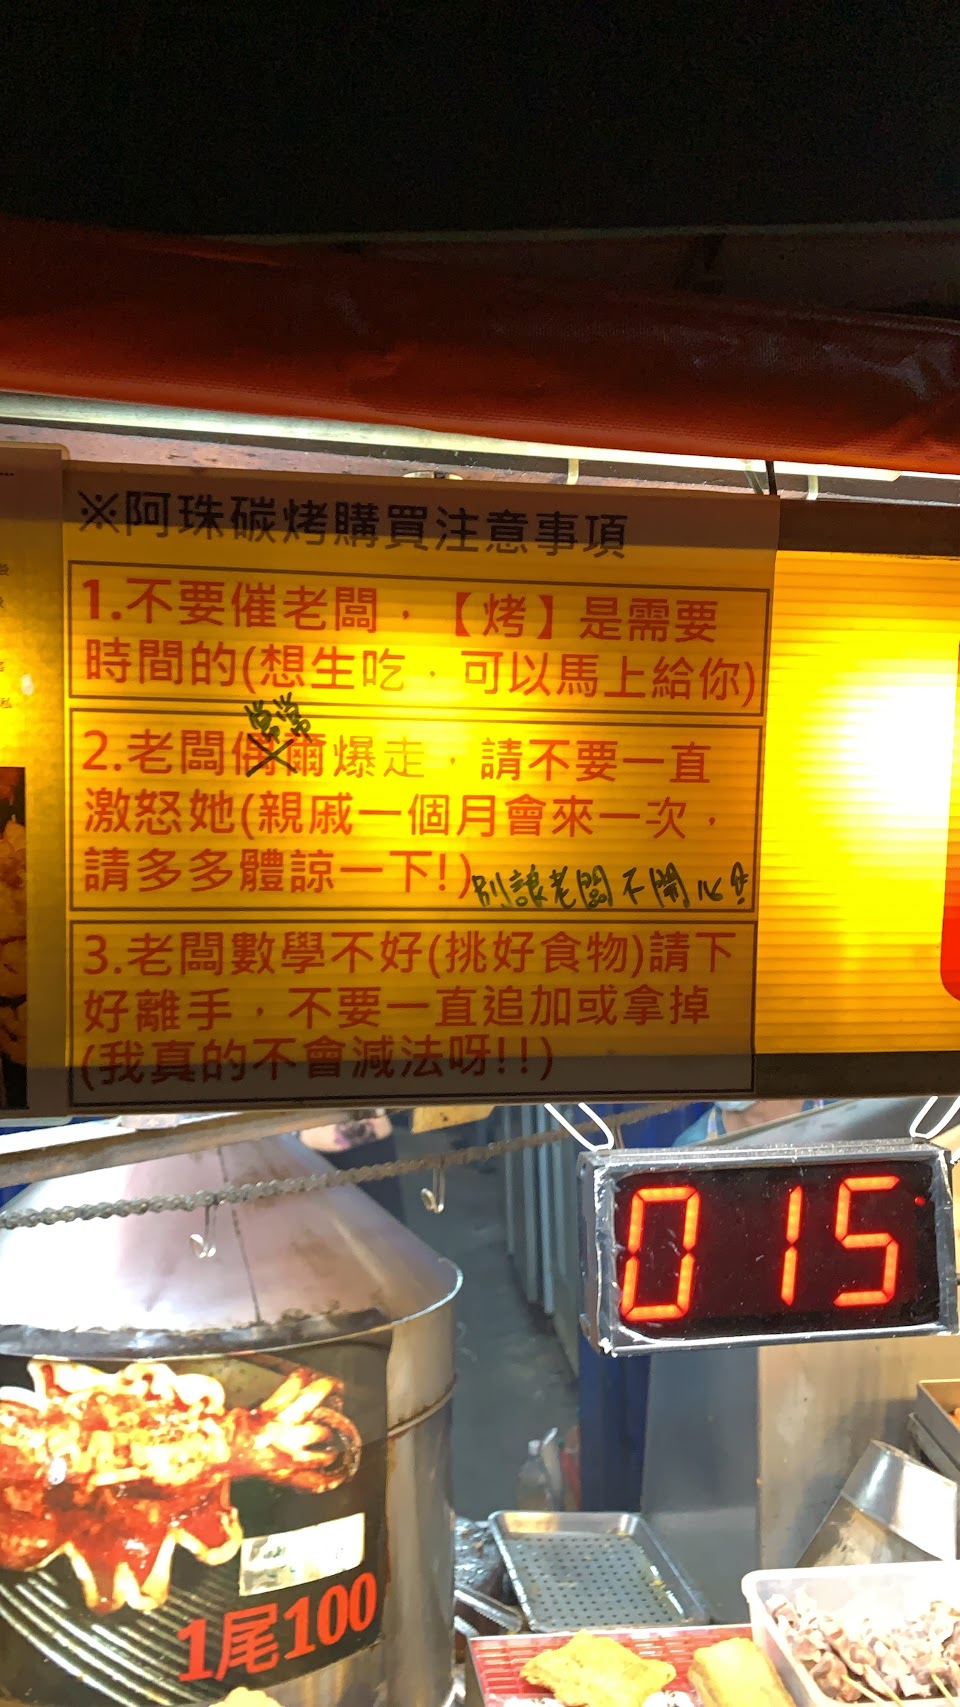 ※阿珠碳烤購買注意事項
1.不要催老闆，【烤】是需要
時間的(想生吃，可以馬上給你)
常常
2.老闆偶爾爆走，請不要一直
激怒她(親戚一個月會來一次，
請多多體諒一下!)別讓老闆不開心!
3.老闆數學不好(挑好食物)請下
好離手，不要一直追加或拿掉
(我真的不會減法呀!!)
015
1尾100